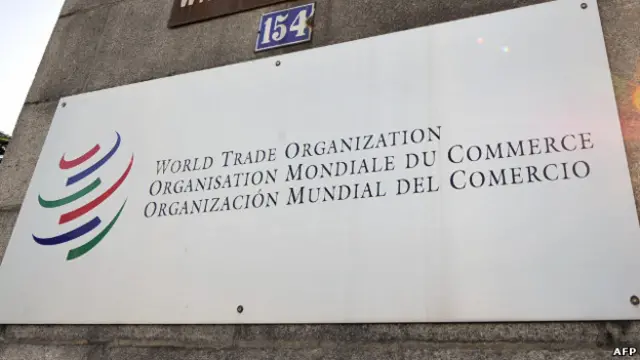 154
WORLD TRADE ORGANIZATION
ORGANISATION MONDIALE DU COMMERCE
ORGANIZACIÓN MUNDIAL DEL COMERCIO
AFP